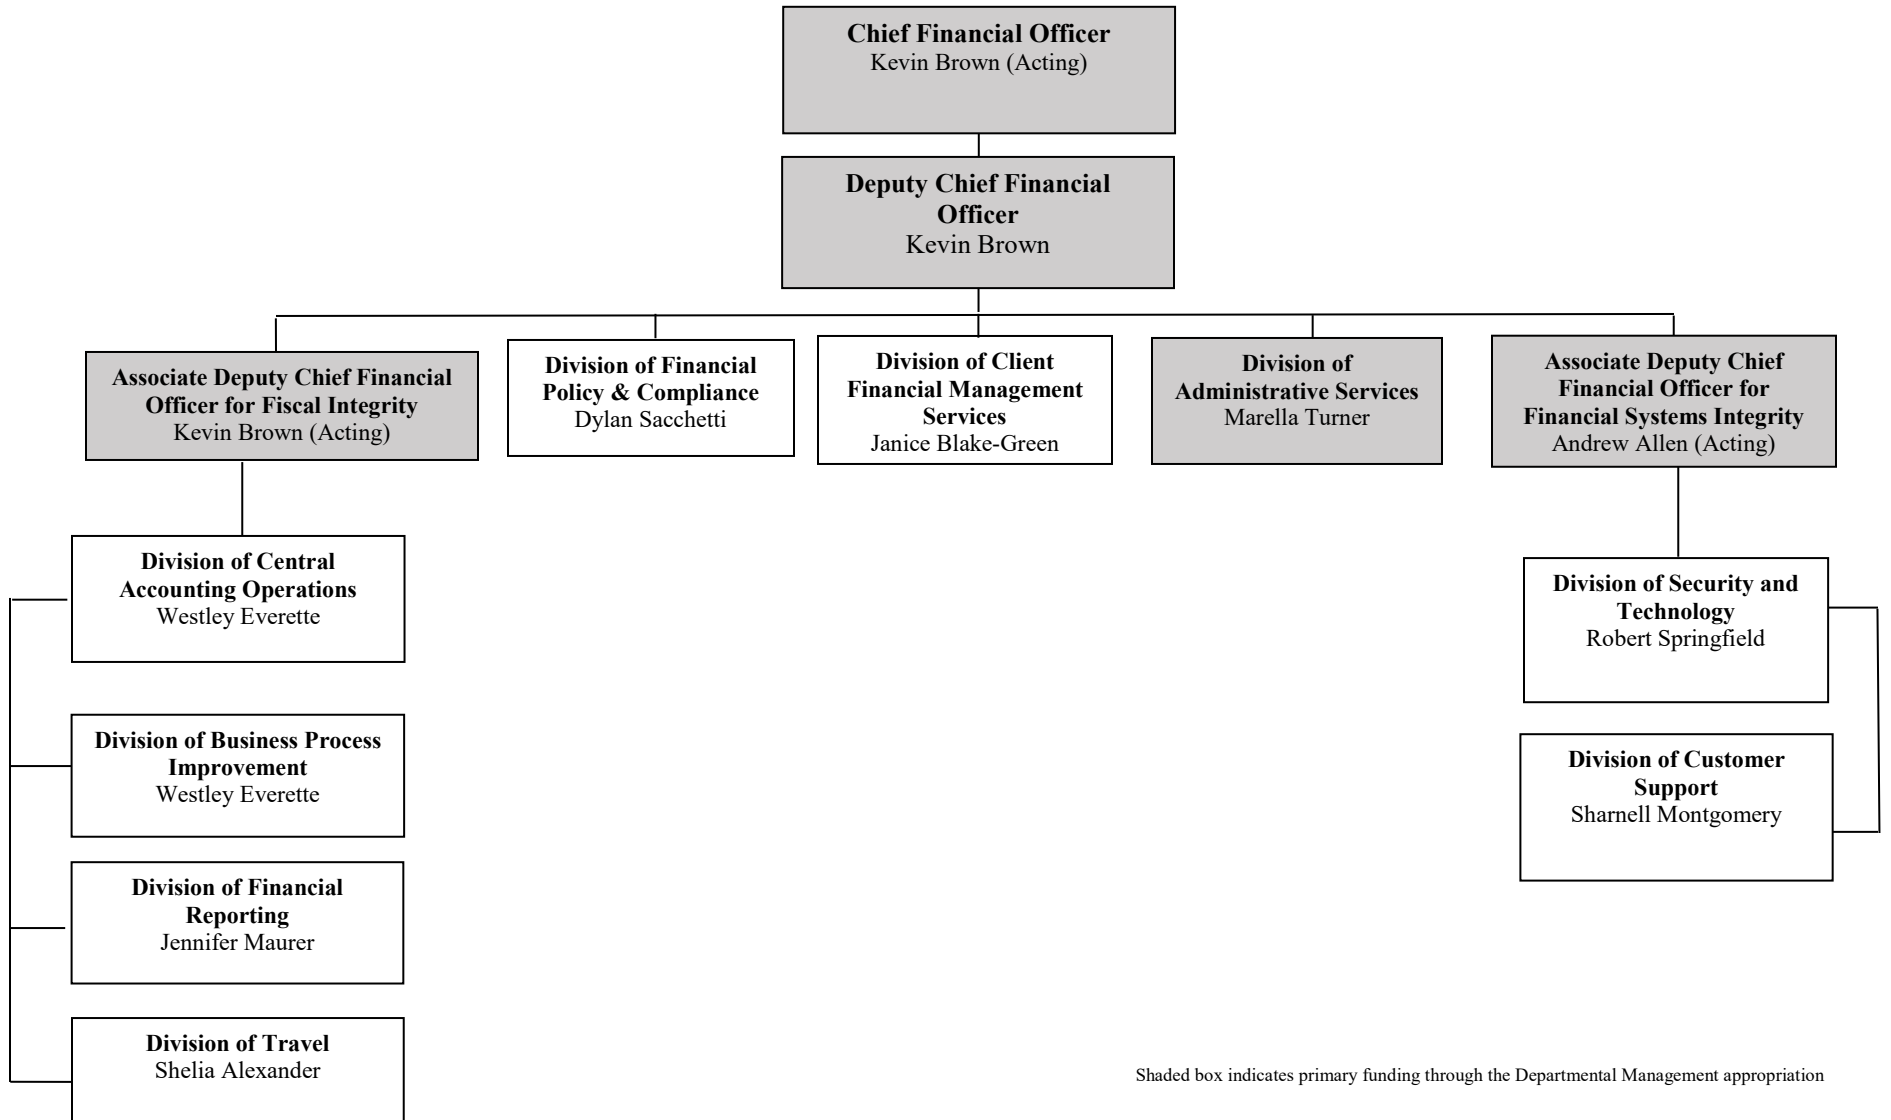 Chief Financial Officer
Kevin Brown (Acting)
Deputy Chief Financial
Officer
Kevin Brown
Associate Deputy Chief Financial
Officer for Fiscal Integrity
Kevin Brown (Acting)
Division of Financial
Policy & Compliance
Dylan Sacchetti
Division of Client
Financial Management
Services
Janice Blake-Green
Division of
Administrative Services
Marella Turner
Associate Deputy Chief
Financial Officer for
Financial Systems Integrity
Andrew Allen (Acting)
Division of Central
Accounting Operations
Westley Everette
Division of Business Process
Improvement
Westley Everette
Division of Financial
Reporting
Jennifer Maurer
Division of Travel
Shelia Alexander
Division of Security and
Technology
Robert Springfield
Division of Customer
Support
Sharnell Montgomery
Shaded box indicates primary funding through the Departmental Management appropriation